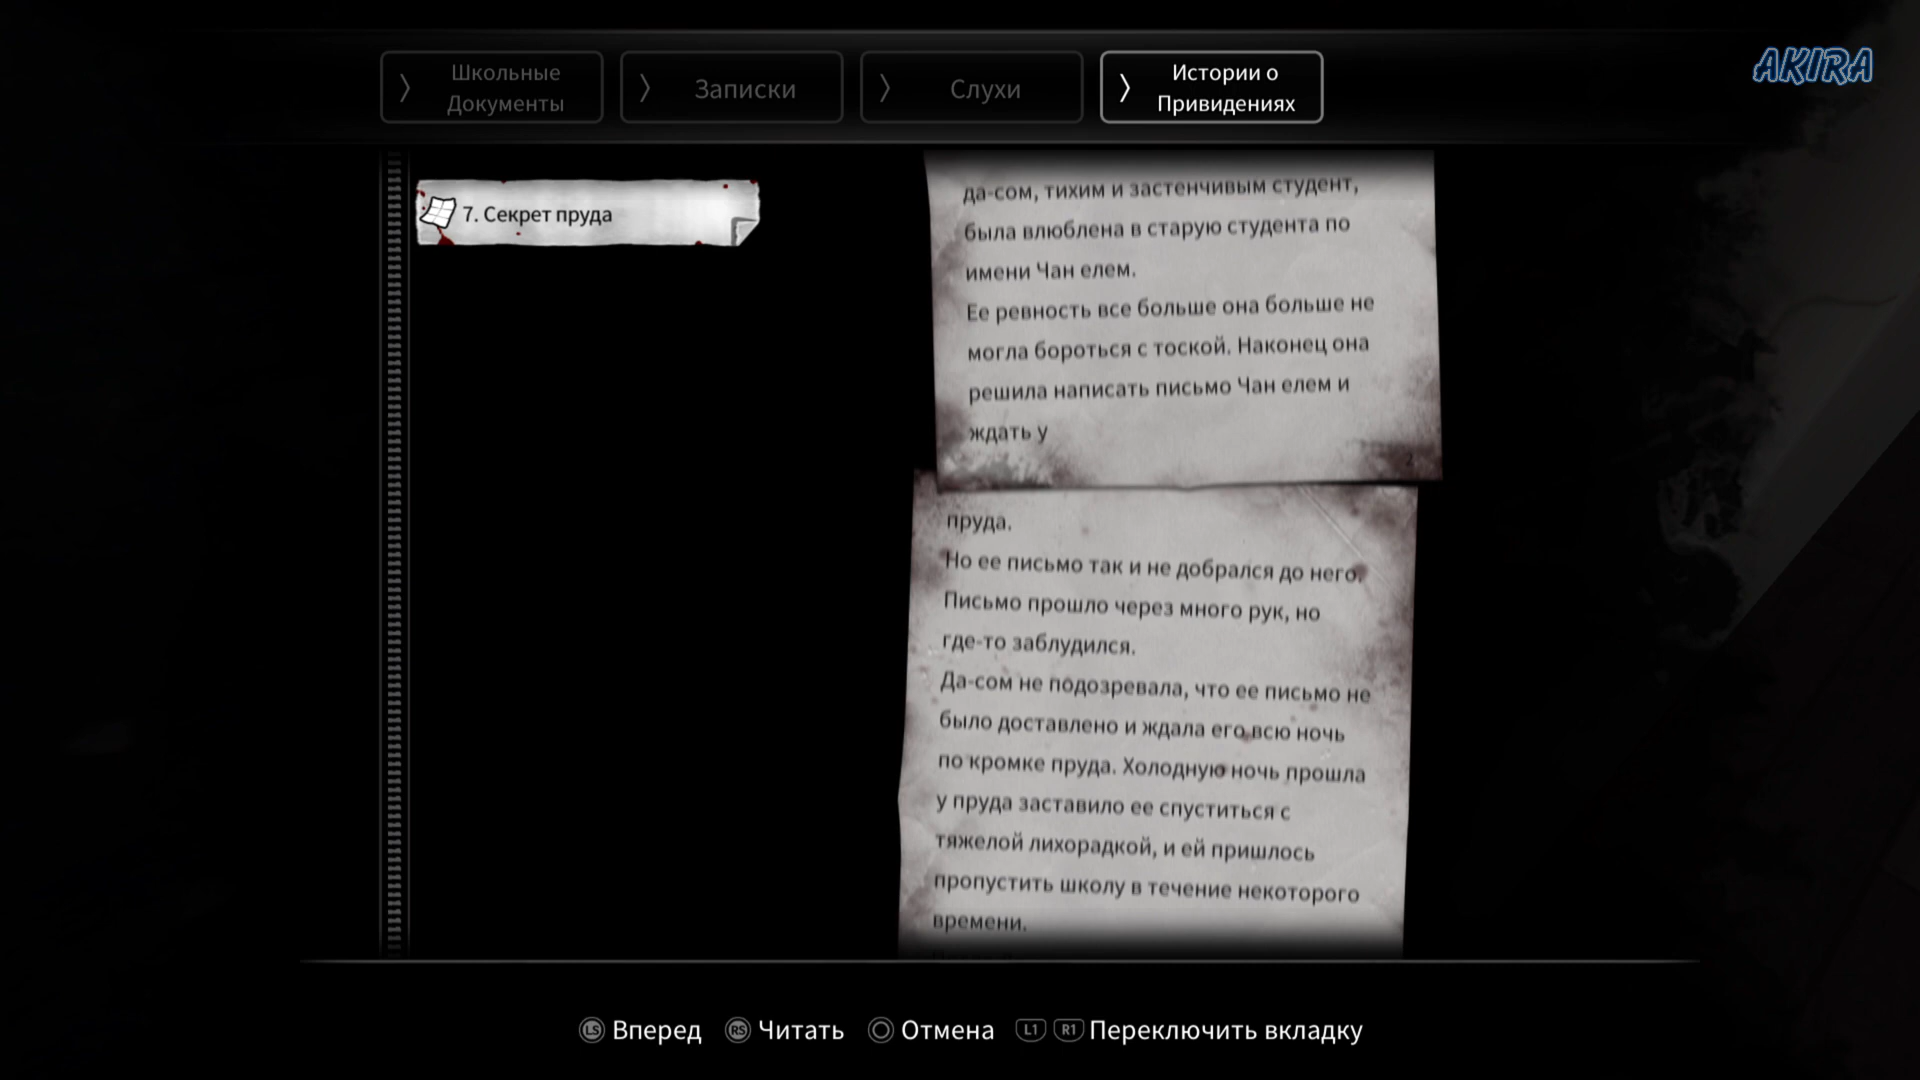 Школьные
Документы
Записки
Слухи
Истории о
Привидениях
AKIRA
7. Секрет пруда
да-сом, тихим и застенчивым студент,
была влюблена в старую студента по
имени Чан елем.
Ее ревность все больше она больше не
могла бороться с тоской. Наконец она
решила написать письмо Чан елем и
ждать у
пруда.
Но ее письмо так и не добрался до него.
Письмо прошло через много рук, но
где-то заблудился.
Да-сом не подозревала, что ее письмо не
было доставлено и ждала его всю ночь
по кромке пруда. Холодную ночь прошла
у пруда заставило ее спуститься с
тяжелой лихорадкой, и ей пришлось
пропустить школу в течение некоторого
времени.
LS Вперед RS Читать Отмена L1 R1 Переключить вкладку